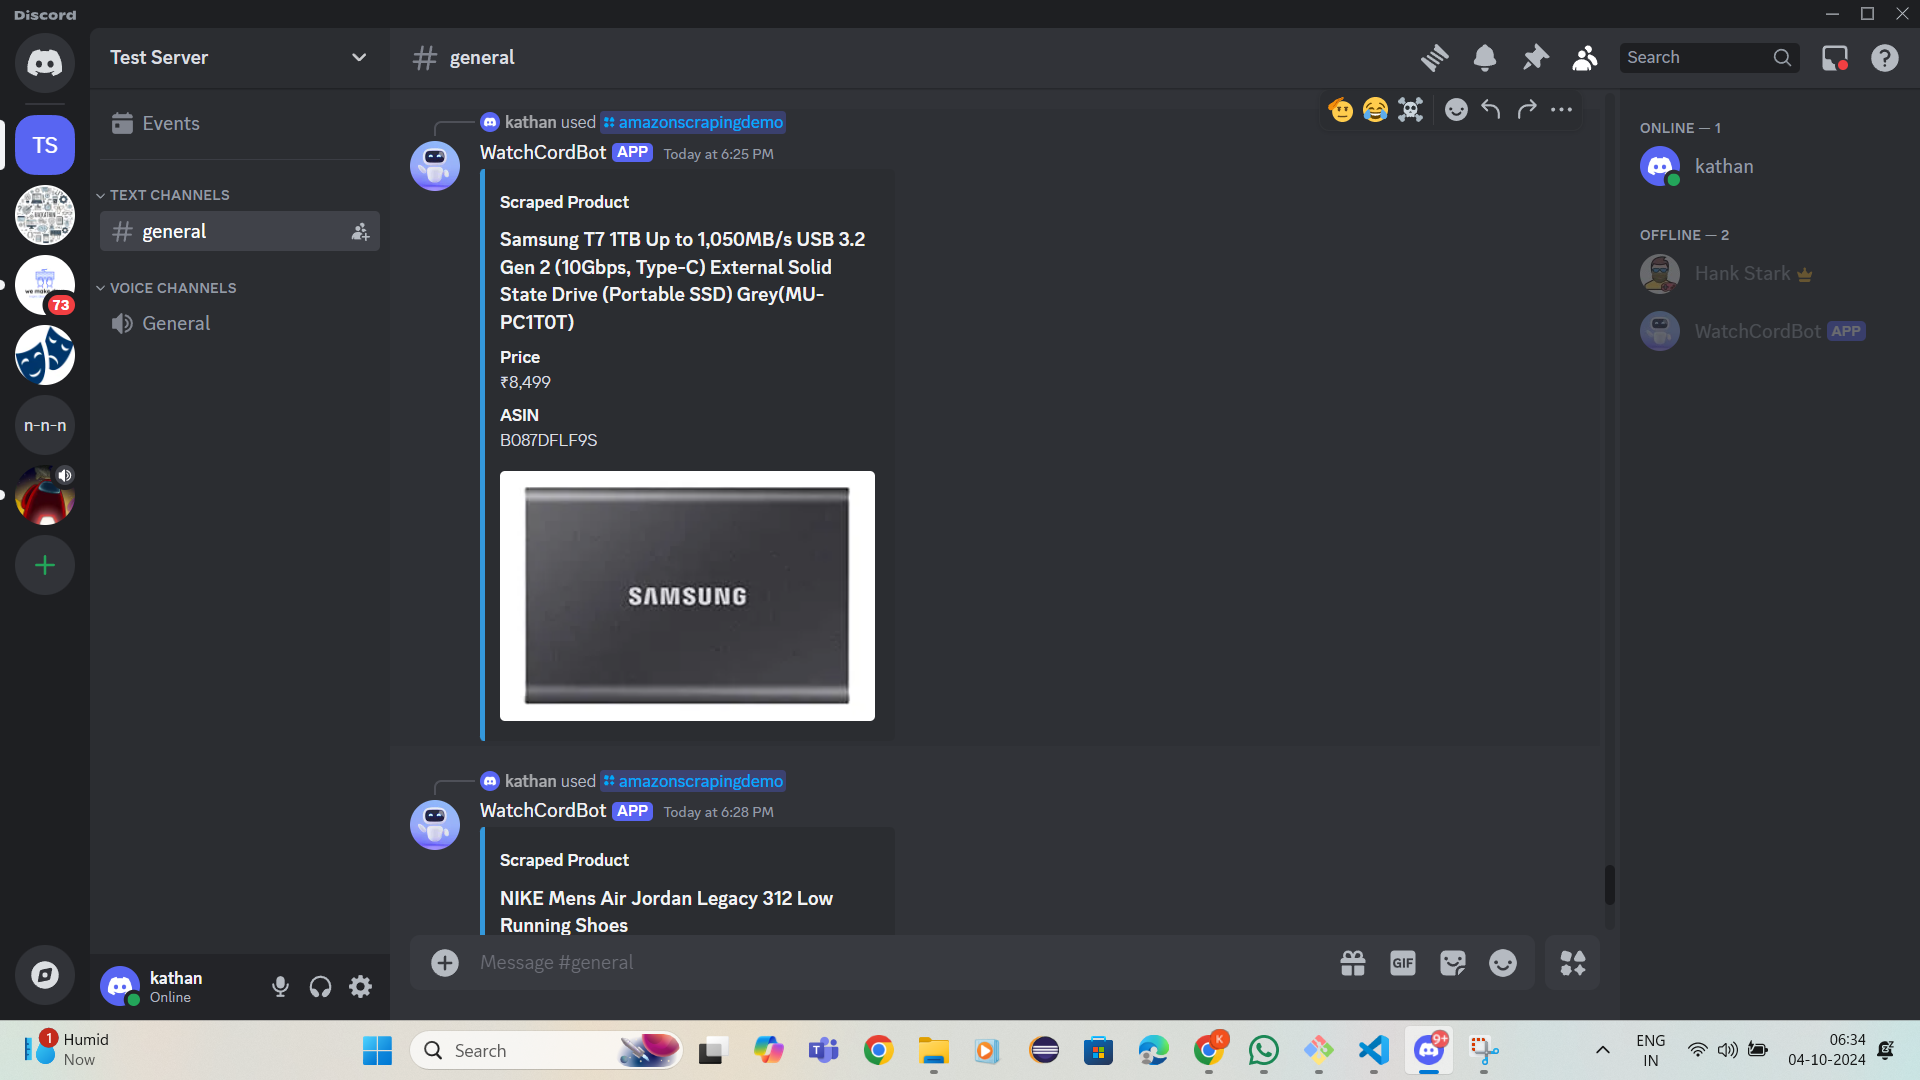 Discord
Test Server
general
Search
TS
73
n-n-n
Events
TEXT CHANNELS
general
VOICE CHANNELS
General
kathan used amazonscrapingdemo
WatchCordBot APP Today at 6:25 PM
Scraped Product
Samsung T7 1TB Up to 1,050MB/s USB 3.2
Gen 2 (10Gbps, Type-C) External Solid
State Drive (Portable SSD) Grey(MU-
PC1T0T)
Price
₹8,499
ASIN
B087DFLF9S
SAMSUNG
kathan used amazonscrapingdemo
WatchCordBot APP Today at 6:28 PM
Scraped Product
NIKE Mens Air Jordan Legacy 312 Low
Running Shoes
Message #general
GIF
ONLINE — 1
kathan
OFFLINE — 2
Hank Stark
WatchCordBot APP
kathan
Online
1
Humid
Now
Search
K
9+
ENG
IN
06:34
04-10-2024